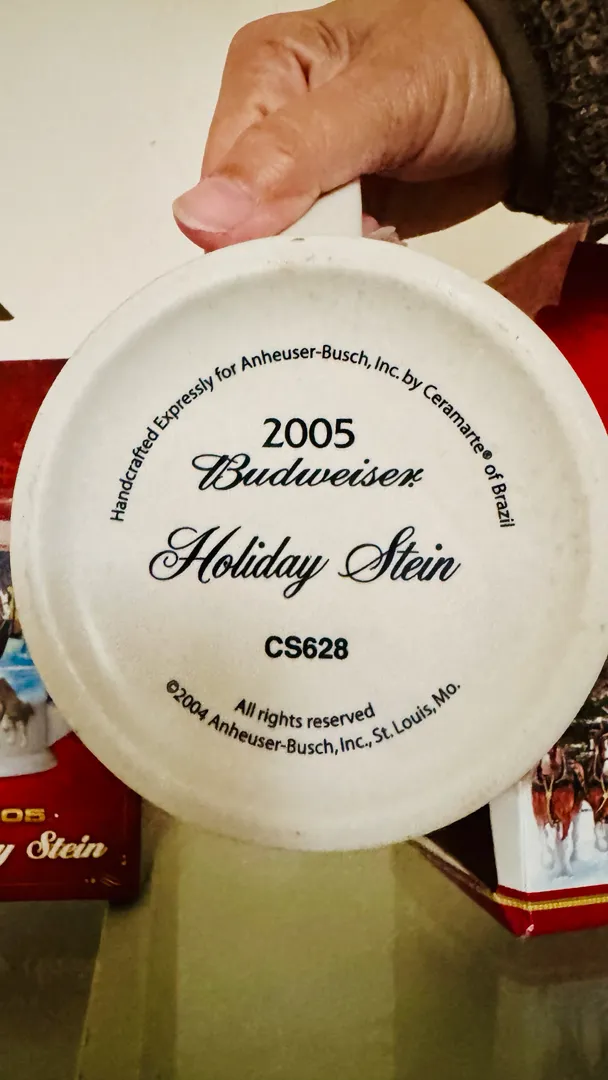 Handcrafted Expressly for Anheuser-Busch, Inc. by Ceramarte® of Brazil
2005
Budweiser
Holiday Stein
CS628
All rights reserved
©2004 Anheuser-Busch, Inc., St. Louis, Mo.
05
Stein